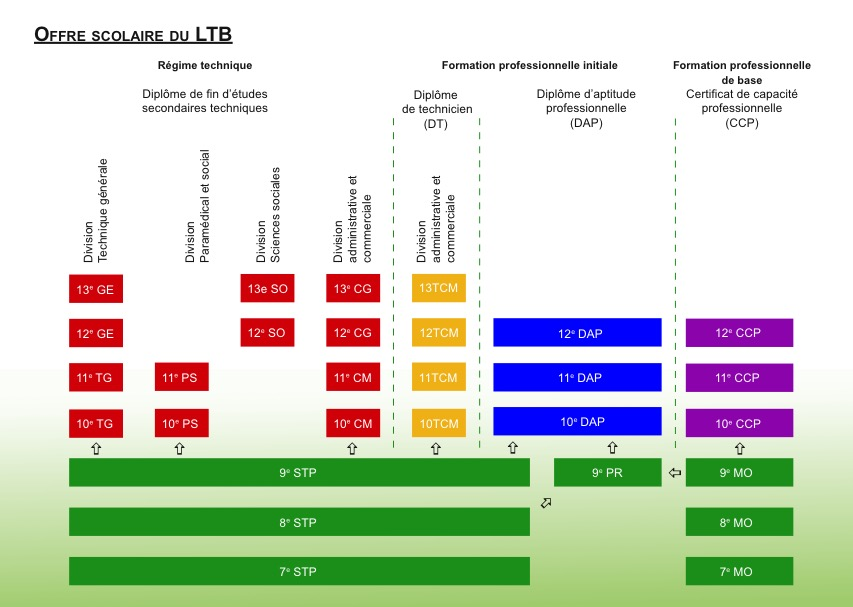 OFFRE SCOLAIRE DU LTB
Régime technique
Diplôme de fin d'études
secondaires techniques
Formation professionnelle initiale
Diplôme
de technicien
(DT)
Diplôme d'aptitude
professionnelle
(DAP)
Formation professionnelle
de base
Certificat de capacité
professionnelle
(CCP)
Division
Technique générale
Division
Paramédical et social
Division
Sciences sociales
Division
administrative et
commerciale
Division
administrative et
commerciale
13e GE
13e SO
13e CG
13TCM
12e GE
12e SO
12e CG
12TCM
12e DAP
12e CCP
11e TG
11e PS
11e CM
11TCM
11e DAP
11e CCP
10e TG
10e PS
10e CM
10TCM
10e DAP
10e CCP
9e STP
9e PR
9e MO
8e STP
8e MO
7e STP
7e MO